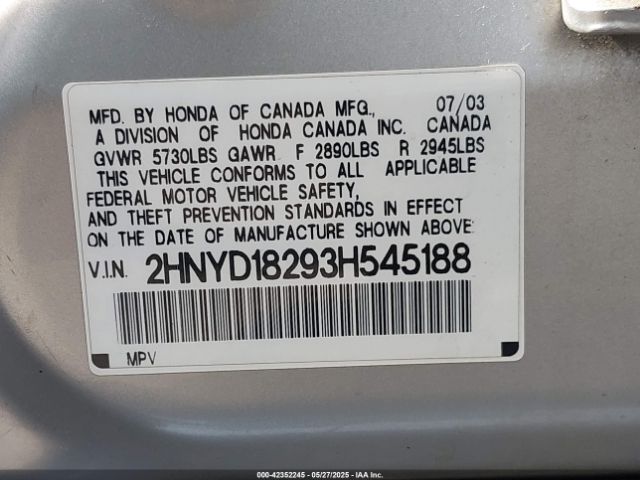 MFD. BY HONDA OF CANADA MFG., 07/03
A DIVISION OF HONDA CANADA INC. CANADA
GVWR 5730LBS GAWR F 2890LBS R 2945LBS
THIS VEHICLE CONFORMS TO ALL APPLICABLE
FEDERAL MOTOR VEHICLE SAFETY,
AND THEFT PREVENTION STANDARDS IN EFFECT
ON THE DATE OF MANUFACTURE SHOWN ABOVE:
V.I.N. 2HNYD18293H545188
MPV
000-42352245 - 05/27/2025 - IAAI.COM